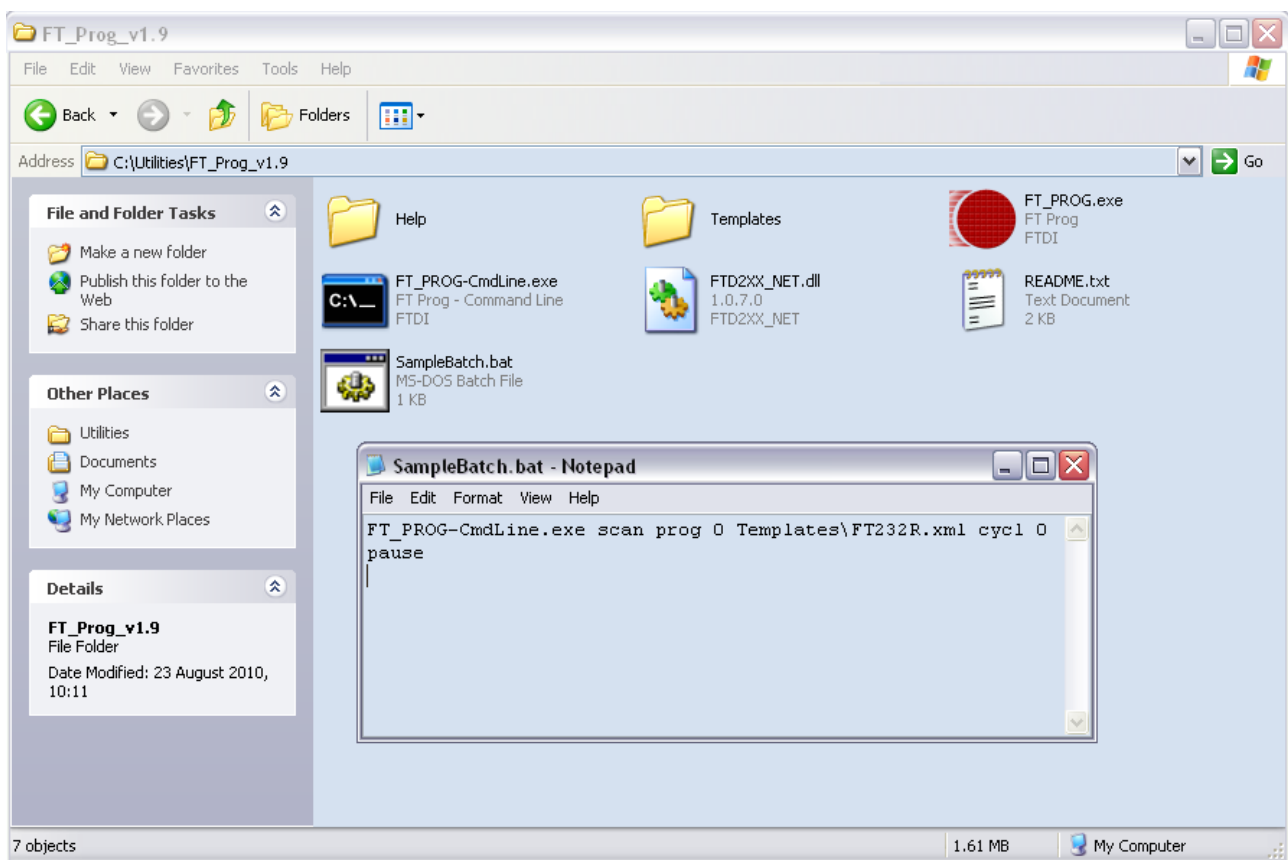 FT_Prog_v1.9
File Edit View Favorites Tools Help
Back Folders
Address C:\Utilities\FT_Prog_v1.9 Go
File and Folder Tasks
Make a new folder
Publish this folder to the
Web
Share this folder
Other Places
Utilities
Documents
My Computer
My Network Places
Details
FT_Prog_v1.9
File Folder
Date Modified: 23 August 2010,
10:11
Help
Templates
FT_PROG.exe
FT Prog
FTDI
C:\_
FT_PROG-CmdLine.exe
FT Prog - Command Line
FTDI
FTD2XX_NET.dll
1.0.7.0
FTD2XX_NET
README.txt
Text Document
2 KB
SampleBatch.bat
MS-DOS Batch File
1 KB
SampleBatch.bat - Notepad
File Edit Format View Help
FT_PROG-CmdLine.exe scan prog 0 Templates\FT232R.xml cycl 0
pause
7 objects 1.61 MB My Computer